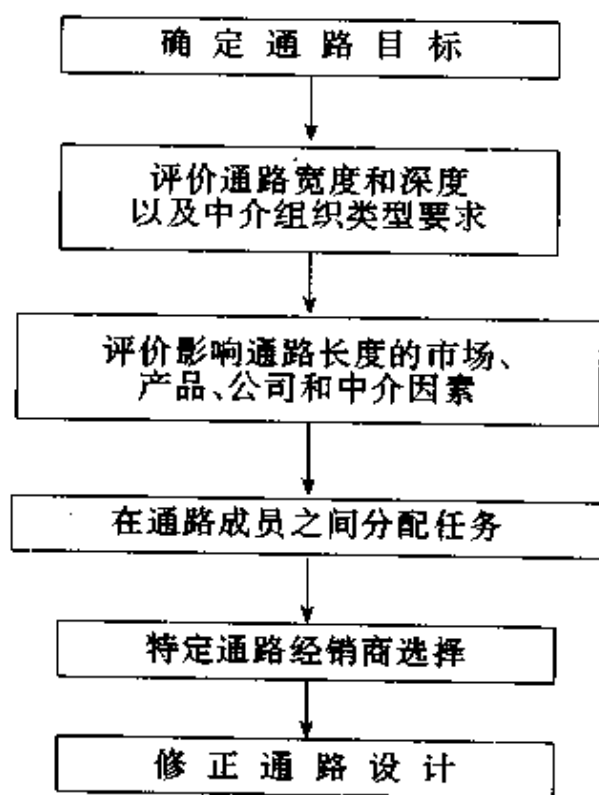 确定通路目标
评价通路宽度和深度
以及中介组织类型要求
评价影响通路长度的市场、
产品、公司和中介因素
在通路成员之间分配任务
特定通路经销商选择
修正通路设计